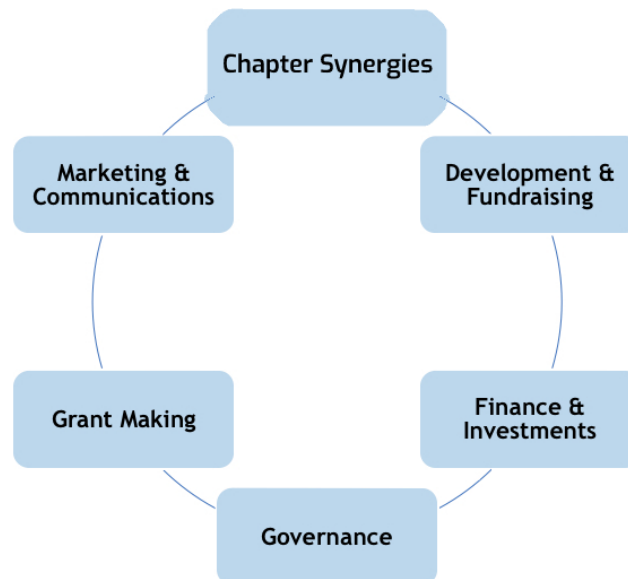 Chapter Synergies
Marketing &
Communications
Development &
Fundraising
Grant Making
Finance &
Investments
Governance